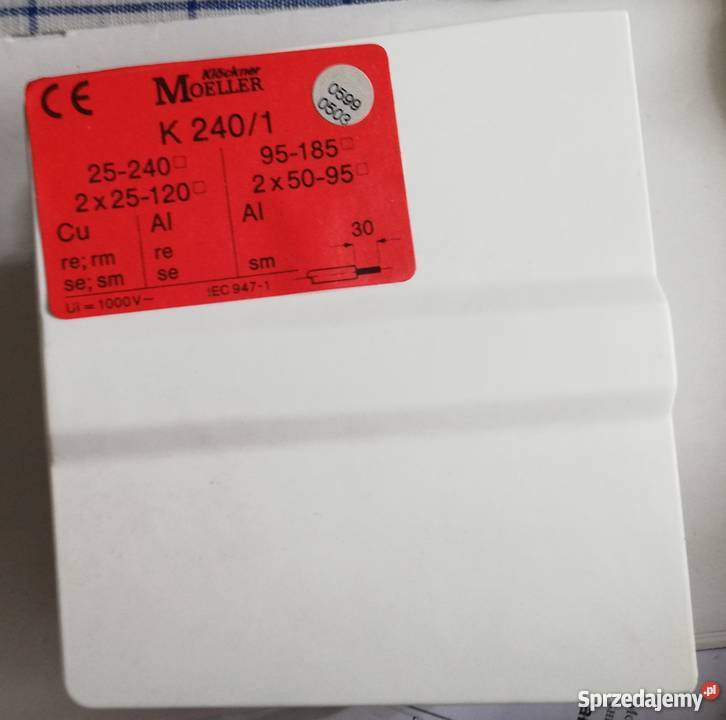 CE
Klöckner
MOELLER
0599
0503
K 240/1
25-240□
2 x 25-120□
95-185□
2 x 50-95□
Cu
re; rm
se; sm
Al
re
se
Al
sm
30
Ui = 1000V~
IEC 947-1
Sprzedajemy.pl